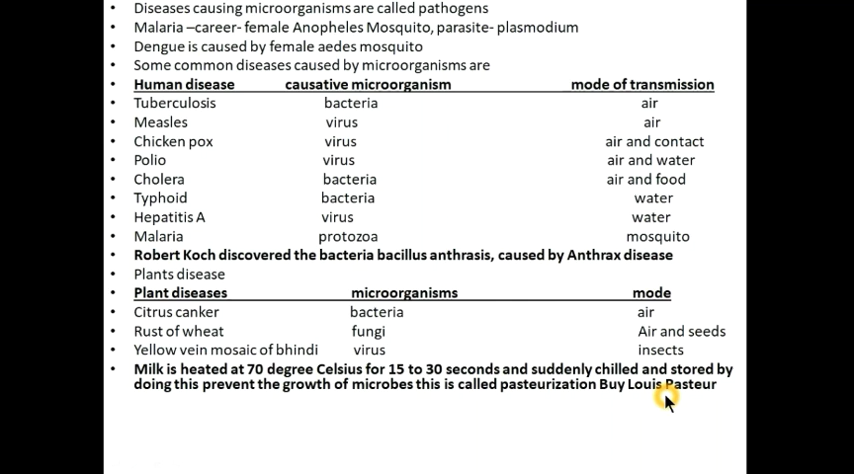 • Diseases causing microorganisms are called pathogens
• Malaria –career- female Anopheles Mosquito, parasite- plasmodium
• Dengue is caused by female aedes mosquito
• Some common diseases caused by microorganisms are
• Human disease causative microorganism mode of transmission
• Tuberculosis bacteria air
• Measles virus air
• Chicken pox virus air and contact
• Polio virus air and water
• Cholera bacteria air and food
• Typhoid bacteria water
• Hepatitis A virus water
• Malaria protozoa mosquito
• Robert Koch discovered the bacteria bacillus anthrasis, caused by Anthrax disease
• Plants disease
• Plant diseases microorganisms mode
• Citrus canker bacteria air
• Rust of wheat fungi Air and seeds
• Yellow vein mosaic of bhindi virus insects
• Milk is heated at 70 degree Celsius for 15 to 30 seconds and suddenly chilled and stored by
doing this prevent the growth of microbes this is called pasteurization Buy Louis Pasteur